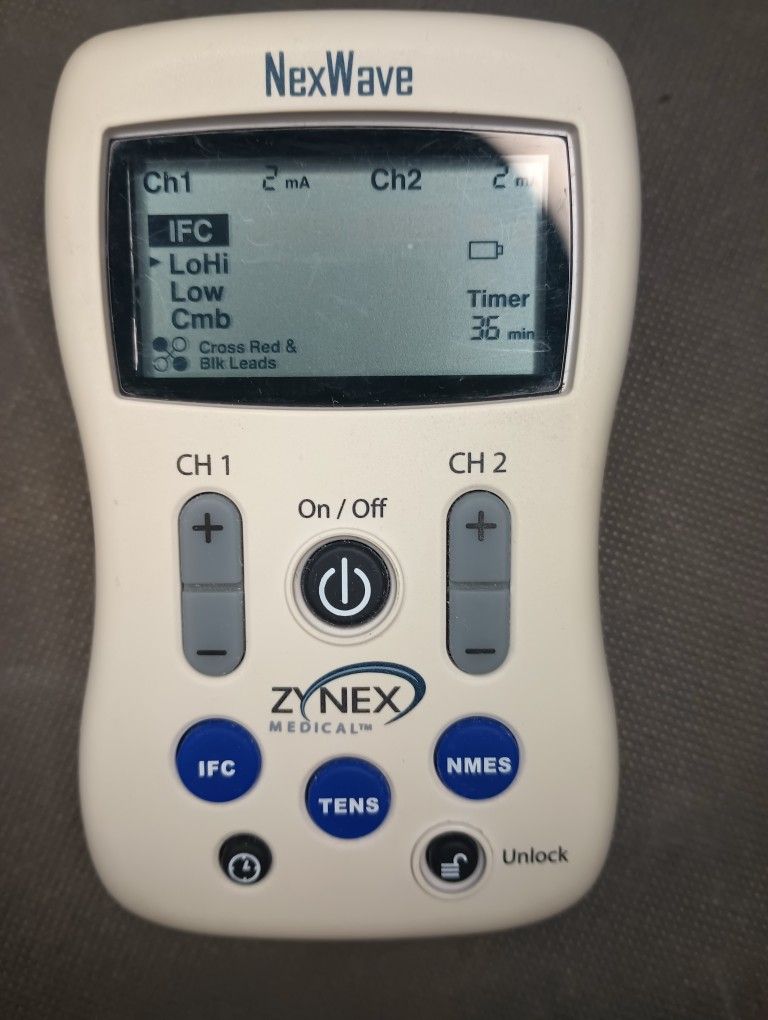 NexWave
Ch1 2 mA Ch2 2
IFC
LoHi
Low
Cmb
Timer
36 min
Cross Red &
Blk Leads
CH 1
CH 2
On / Off
+
+
−
−
ZYNEX
MEDICAL™
IFC
NMES
TENS
Unlock